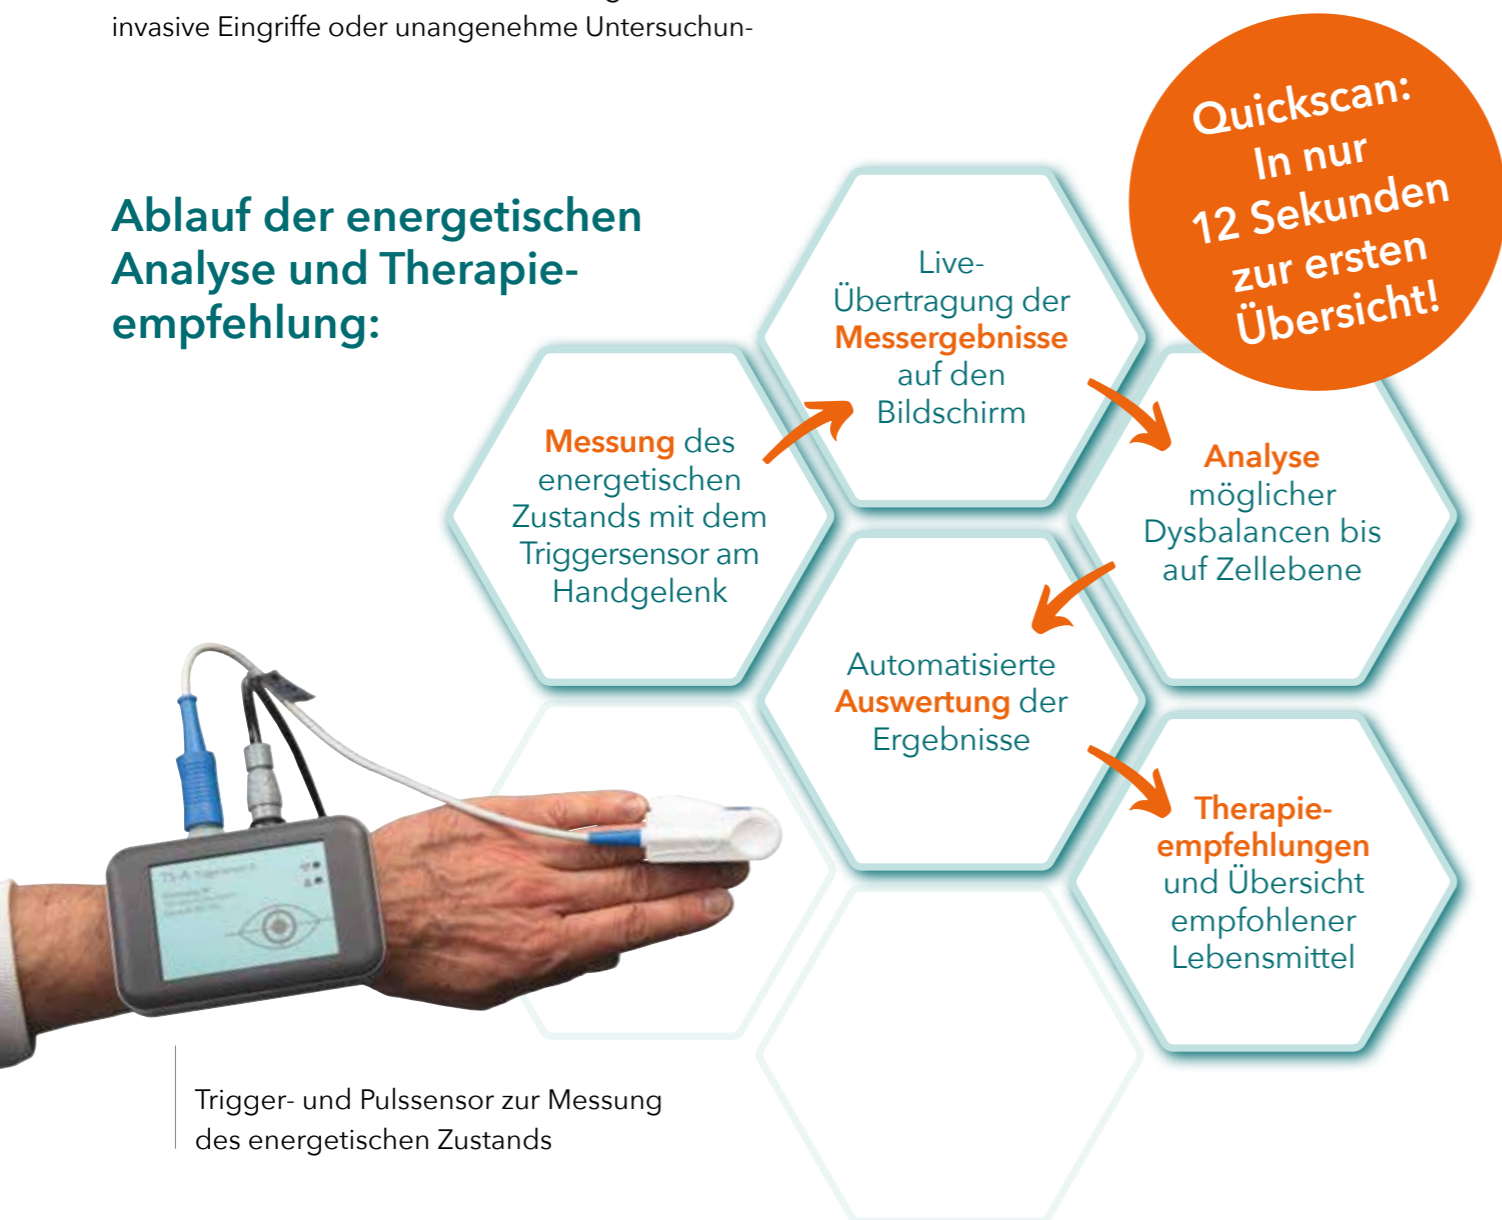 invasive Eingriffe oder unangenehme Untersuchun-
Quickscan:
In nur
12 Sekunden
zur ersten
Übersicht!
Ablauf der energetischen
Analyse und Therapie-
empfehlung:
Messung des
energetischen
Zustands mit dem
Triggersensor am
Handgelenk
Live-
Übertragung der
Messergebnisse
auf den
Bildschirm
Analyse
möglicher
Dysbalancen bis
auf Zellebene
Automatisierte
Auswertung der
Ergebnisse
Therapie-
empfehlungen
und Übersicht
empfohlener
Lebensmittel
TS-A
Trigger- und Pulssensor zur Messung
des energetischen Zustands